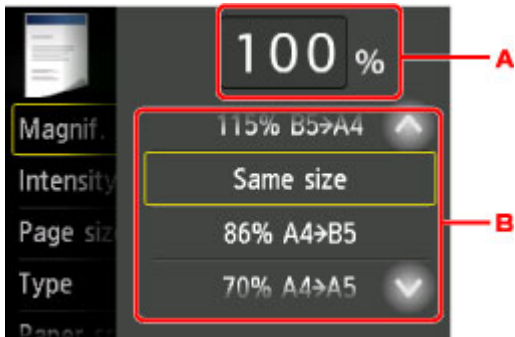 100 %
A
Magnif.
115% B5→A4
Intensity
Same size
B
Page siz
86% A4→B5
Type
70% A4→A5